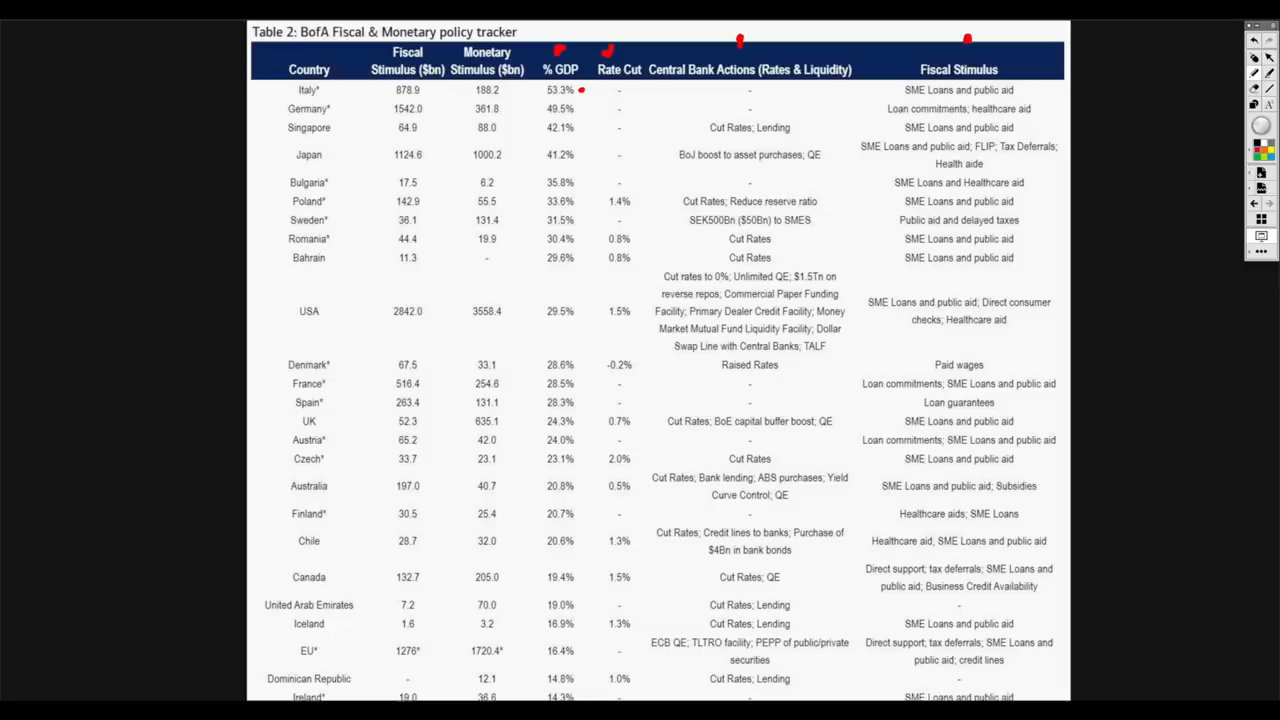 Table 2: BofA Fiscal & Monetary policy tracker
Country Fiscal Stimulus ($bn) Monetary Stimulus ($bn) % GDP Rate Cut Central Bank Actions (Rates & Liquidity) Fiscal Stimulus
Italy* 878.9 188.2 53.3% - - SME Loans and public aid
Germany* 1542.0 361.8 49.5% - - Loan commitments; healthcare aid
Singapore 64.9 88.0 42.1% - Cut Rates; Lending SME Loans and public aid
Japan 1124.6 1000.2 41.2% - BoJ boost to asset purchases; QE SME Loans and public aid; FLIP; Tax Deferrals; Health aide
Bulgaria* 17.5 6.2 35.8% - - SME Loans and Healthcare aid
Poland* 142.9 55.5 33.6% 1.4% Cut Rates; Reduce reserve ratio SME Loans and public aid
Sweden* 36.1 131.4 31.5% - SEK500Bn ($50Bn) to SMES Public aid and delayed taxes
Romania* 44.4 19.9 30.4% 0.8% Cut Rates SME Loans and public aid
Bahrain 11.3 - 29.6% 0.8% Cut Rates SME Loans and public aid
USA 2842.0 3558.4 29.5% 1.5% Cut rates to 0%; Unlimited QE; $1.5Tn on reverse repos; Commercial Paper Funding Facility; Primary Dealer Credit Facility; Money Market Mutual Fund Liquidity Facility; Dollar Swap Line with Central Banks; TALF SME Loans and public aid; Direct consumer checks; Healthcare aid
Denmark* 67.5 33.1 28.6% -0.2% Raised Rates Paid wages
France* 516.4 254.6 28.5% - - Loan commitments; SME Loans and public aid
Spain* 263.4 131.1 28.3% - - Loan guarantees
UK 52.3 635.1 24.3% 0.7% Cut Rates; BoE capital buffer boost; QE SME Loans and public aid
Austria* 65.2 42.0 24.0% - - Loan commitments; SME Loans and public aid
Czech* 33.7 23.1 23.1% 2.0% Cut Rates SME Loans and public aid
Australia 197.0 40.7 20.8% 0.5% Cut Rates; Bank lending; ABS purchases; Yield Curve Control; QE SME Loans and public aid; Subsidies
Finland* 30.5 25.4 20.7% - - Healthcare aids; SME Loans
Chile 28.7 32.0 20.6% 1.3% Cut Rates; Credit lines to banks; Purchase of $4Bn in bank bonds Healthcare aid, SME Loans and public aid
Canada 132.7 205.0 19.4% 1.5% Cut Rates; QE Direct support; tax deferrals; SME Loans and public aid; Business Credit Availability
United Arab Emirates 7.2 70.0 19.0% - Cut Rates; Lending -
Iceland 1.6 3.2 16.9% 1.3% Cut Rates; Lending SME Loans and public aid
EU* 1276* 1720.4* 16.4% - ECB QE; TLTRO facility; PEPP of public/private securities Direct support; tax deferrals; SME Loans and public aid; credit lines
Dominican Republic - 12.1 14.8% 1.0% Cut Rates; Lending -
Ireland* 19.0 36.6 14.3% - - SME Loans and public aid